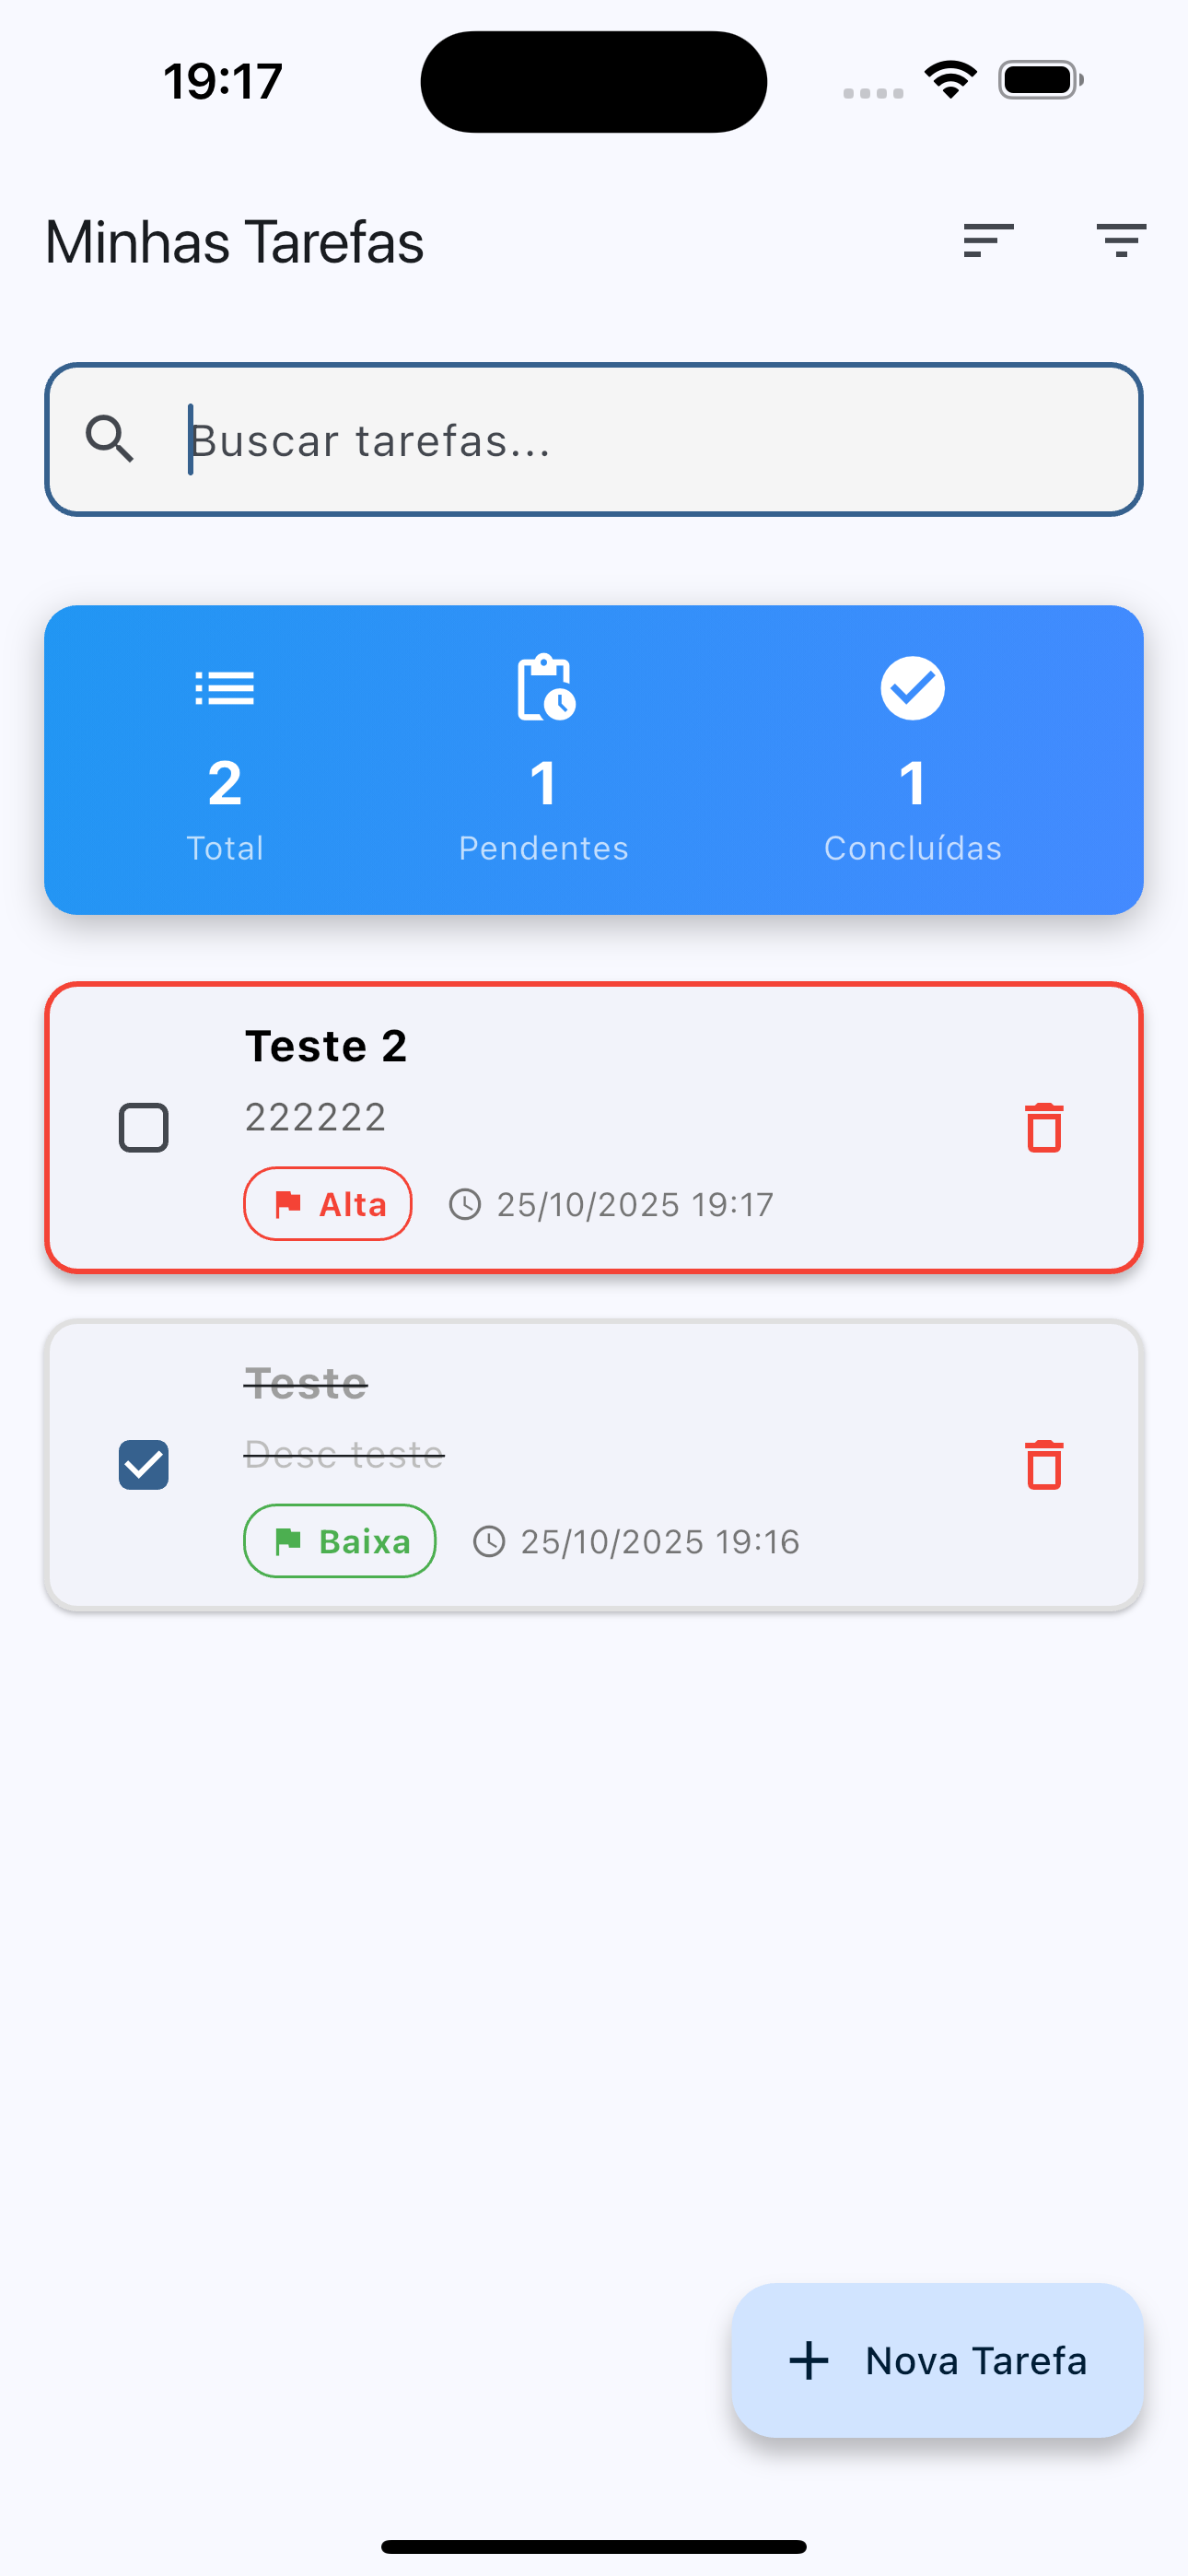 19:17
Minhas Tarefas
Buscar tarefas...
2 1 1
Total Pendentes Concluídas
Teste 2
222222
Alta 25/10/2025 19:17
Teste
Desc teste
Baixa 25/10/2025 19:16
Nova Tarefa